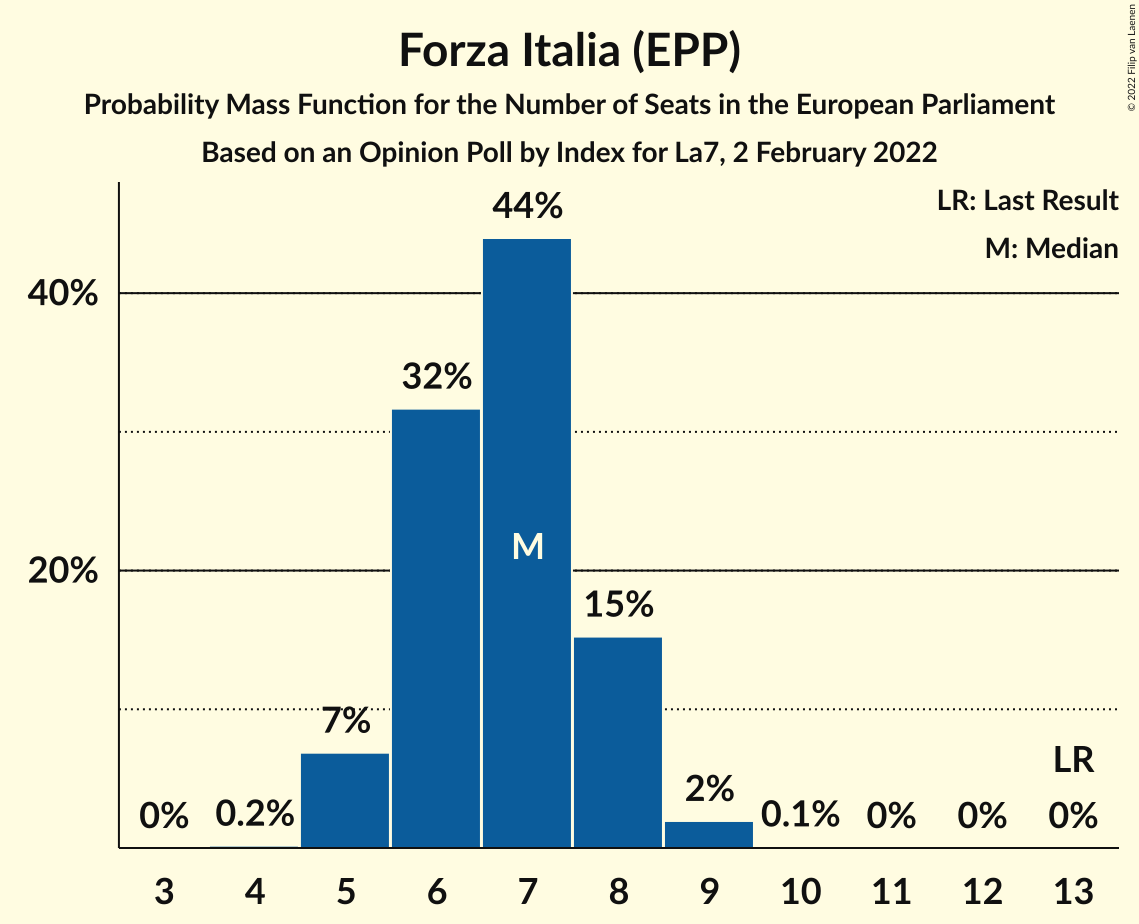 © 2022 Filip van Laenen
Forza Italia (EPP)
Probability Mass Function for the Number of Seats in the European Parliament
Based on an Opinion Poll by Index for La7, 2 February 2022
LR: Last Result
M: Median
44%
40%
32%
M
20%
15%
7%
LR
2%
0% 0.2% 0.1% 0% 0% 0%
3 4 5 6 7 8 9 10 11 12 13